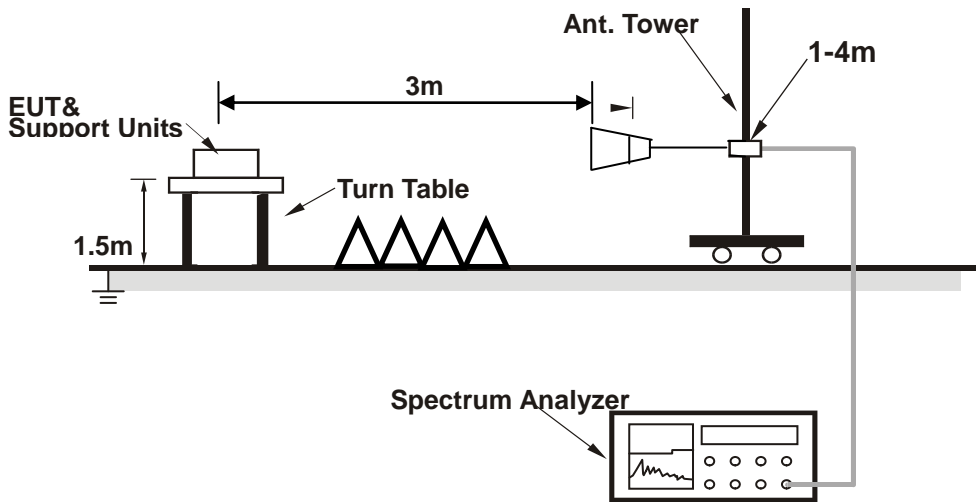 Ant. Tower
1-4m
3m
EUT&
Support Units
Turn Table
1.5m
Spectrum Analyzer